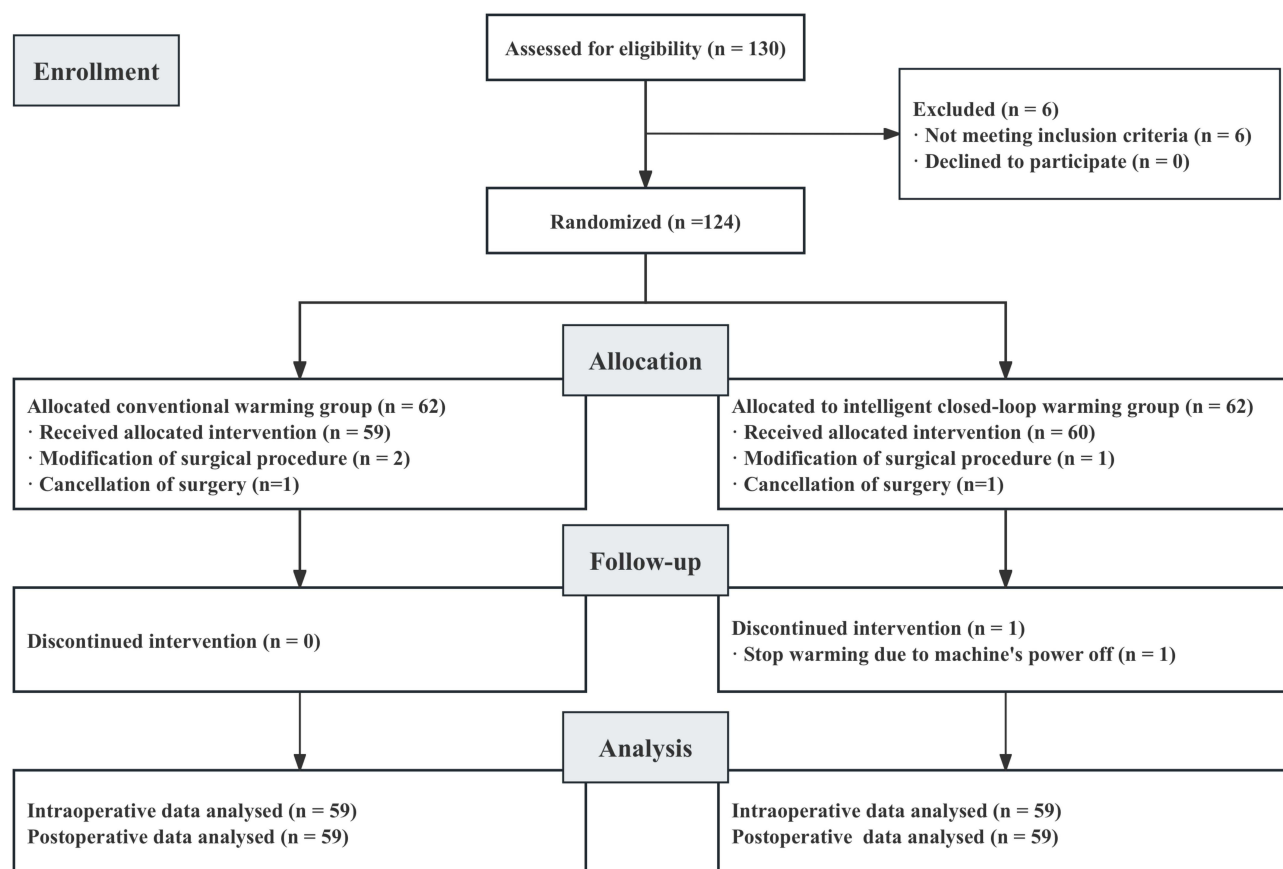 Enrollment
Assessed for eligibility (n = 130)
Excluded (n = 6)
· Not meeting inclusion criteria (n = 6)
· Declined to participate (n = 0)
Randomized (n =124)
Allocation
Allocated conventional warming group (n = 62)
· Received allocated intervention (n = 59)
· Modification of surgical procedure (n = 2)
· Cancellation of surgery (n=1)
Allocated to intelligent closed-loop warming group (n = 62)
· Received allocated intervention (n = 60)
· Modification of surgical procedure (n = 1)
· Cancellation of surgery (n=1)
Follow-up
Discontinued intervention (n = 0)
Discontinued intervention (n = 1)
· Stop warming due to machine's power off (n = 1)
Analysis
Intraoperative data analysed (n = 59)
Postoperative data analysed (n = 59)
Intraoperative data analysed (n = 59)
Postoperative  data analysed (n = 59)